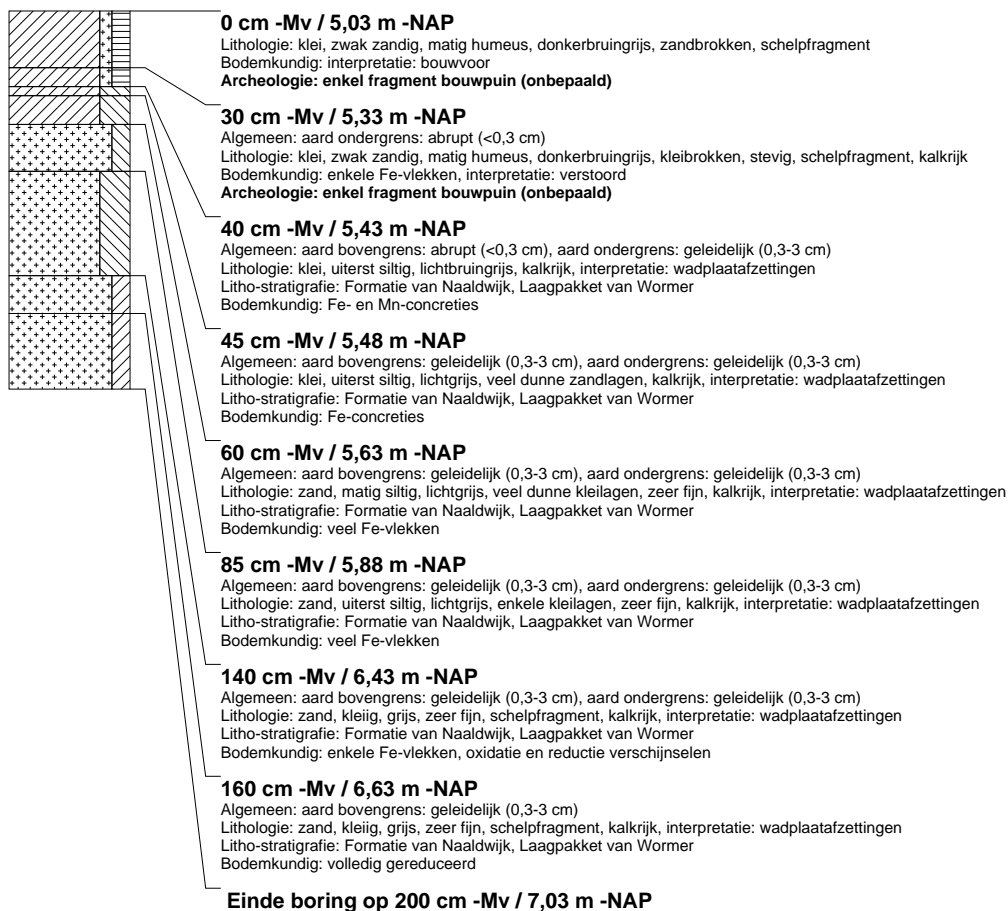 0 cm -Mv / 5,03 m -NAP
Lithologie: klei, zwak zandig, matig humeus, donkerbruingrijs, zandbrokken, schelpfragment
Bodemkundig: interpretatie: bouwvoor
Archeologie: enkel fragment bouwpuin (onbepaald)
30 cm -Mv / 5,33 m -NAP
Algemeen: aard ondergrens: abrupt (<0,3 cm)
Lithologie: klei, zwak zandig, matig humeus, donkerbruingrijs, kleibrokken, stevig, schelpfragment, kalkrijk
Bodemkundig: enkele Fe-vlekken, interpretatie: verstoord
Archeologie: enkel fragment bouwpuin (onbepaald)
40 cm -Mv / 5,43 m -NAP
Algemeen: aard bovengrens: abrupt (<0,3 cm), aard ondergrens: geleidelijk (0,3-3 cm)
Lithologie: klei, uiterst siltig, lichtbruingrijs, kalkrijk, interpretatie: wadplaatafzettingen
Litho-stratigrafie: Formatie van Naaldwijk, Laagpakket van Wormer
Bodemkundig: Fe- en Mn-concreties
45 cm -Mv / 5,48 m -NAP
Algemeen: aard bovengrens: geleidelijk (0,3-3 cm), aard ondergrens: geleidelijk (0,3-3 cm)
Lithologie: klei, uiterst siltig, lichtgrijs, veel dunne zandlagen, kalkrijk, interpretatie: wadplaatafzettingen
Litho-stratigrafie: Formatie van Naaldwijk, Laagpakket van Wormer
Bodemkundig: Fe-concreties
60 cm -Mv / 5,63 m -NAP
Algemeen: aard bovengrens: geleidelijk (0,3-3 cm), aard ondergrens: geleidelijk (0,3-3 cm)
Lithologie: zand, matig siltig, lichtgrijs, veel dunne kleilagen, zeer fijn, kalkrijk, interpretatie: wadplaatafzettingen
Litho-stratigrafie: Formatie van Naaldwijk, Laagpakket van Wormer
Bodemkundig: veel Fe-vlekken
85 cm -Mv / 5,88 m -NAP
Algemeen: aard bovengrens: geleidelijk (0,3-3 cm), aard ondergrens: geleidelijk (0,3-3 cm)
Lithologie: zand, uiterst siltig, lichtgrijs, enkele kleilagen, zeer fijn, kalkrijk, interpretatie: wadplaatafzettingen
Litho-stratigrafie: Formatie van Naaldwijk, Laagpakket van Wormer
Bodemkundig: veel Fe-vlekken
140 cm -Mv / 6,43 m -NAP
Algemeen: aard bovengrens: geleidelijk (0,3-3 cm), aard ondergrens: geleidelijk (0,3-3 cm)
Lithologie: zand, kleiig, grijs, zeer fijn, schelpfragment, kalkrijk, interpretatie: wadplaatafzettingen
Litho-stratigrafie: Formatie van Naaldwijk, Laagpakket van Wormer
Bodemkundig: enkele Fe-vlekken, oxidatie en reductie verschijnselen
160 cm -Mv / 6,63 m -NAP
Algemeen: aard bovengrens: geleidelijk (0,3-3 cm)
Lithologie: zand, kleiig, grijs, zeer fijn, schelpfragment, kalkrijk, interpretatie: wadplaatafzettingen
Litho-stratigrafie: Formatie van Naaldwijk, Laagpakket van Wormer
Bodemkundig: volledig gereduceerd
Einde boring op 200 cm -Mv / 7,03 m -NAP